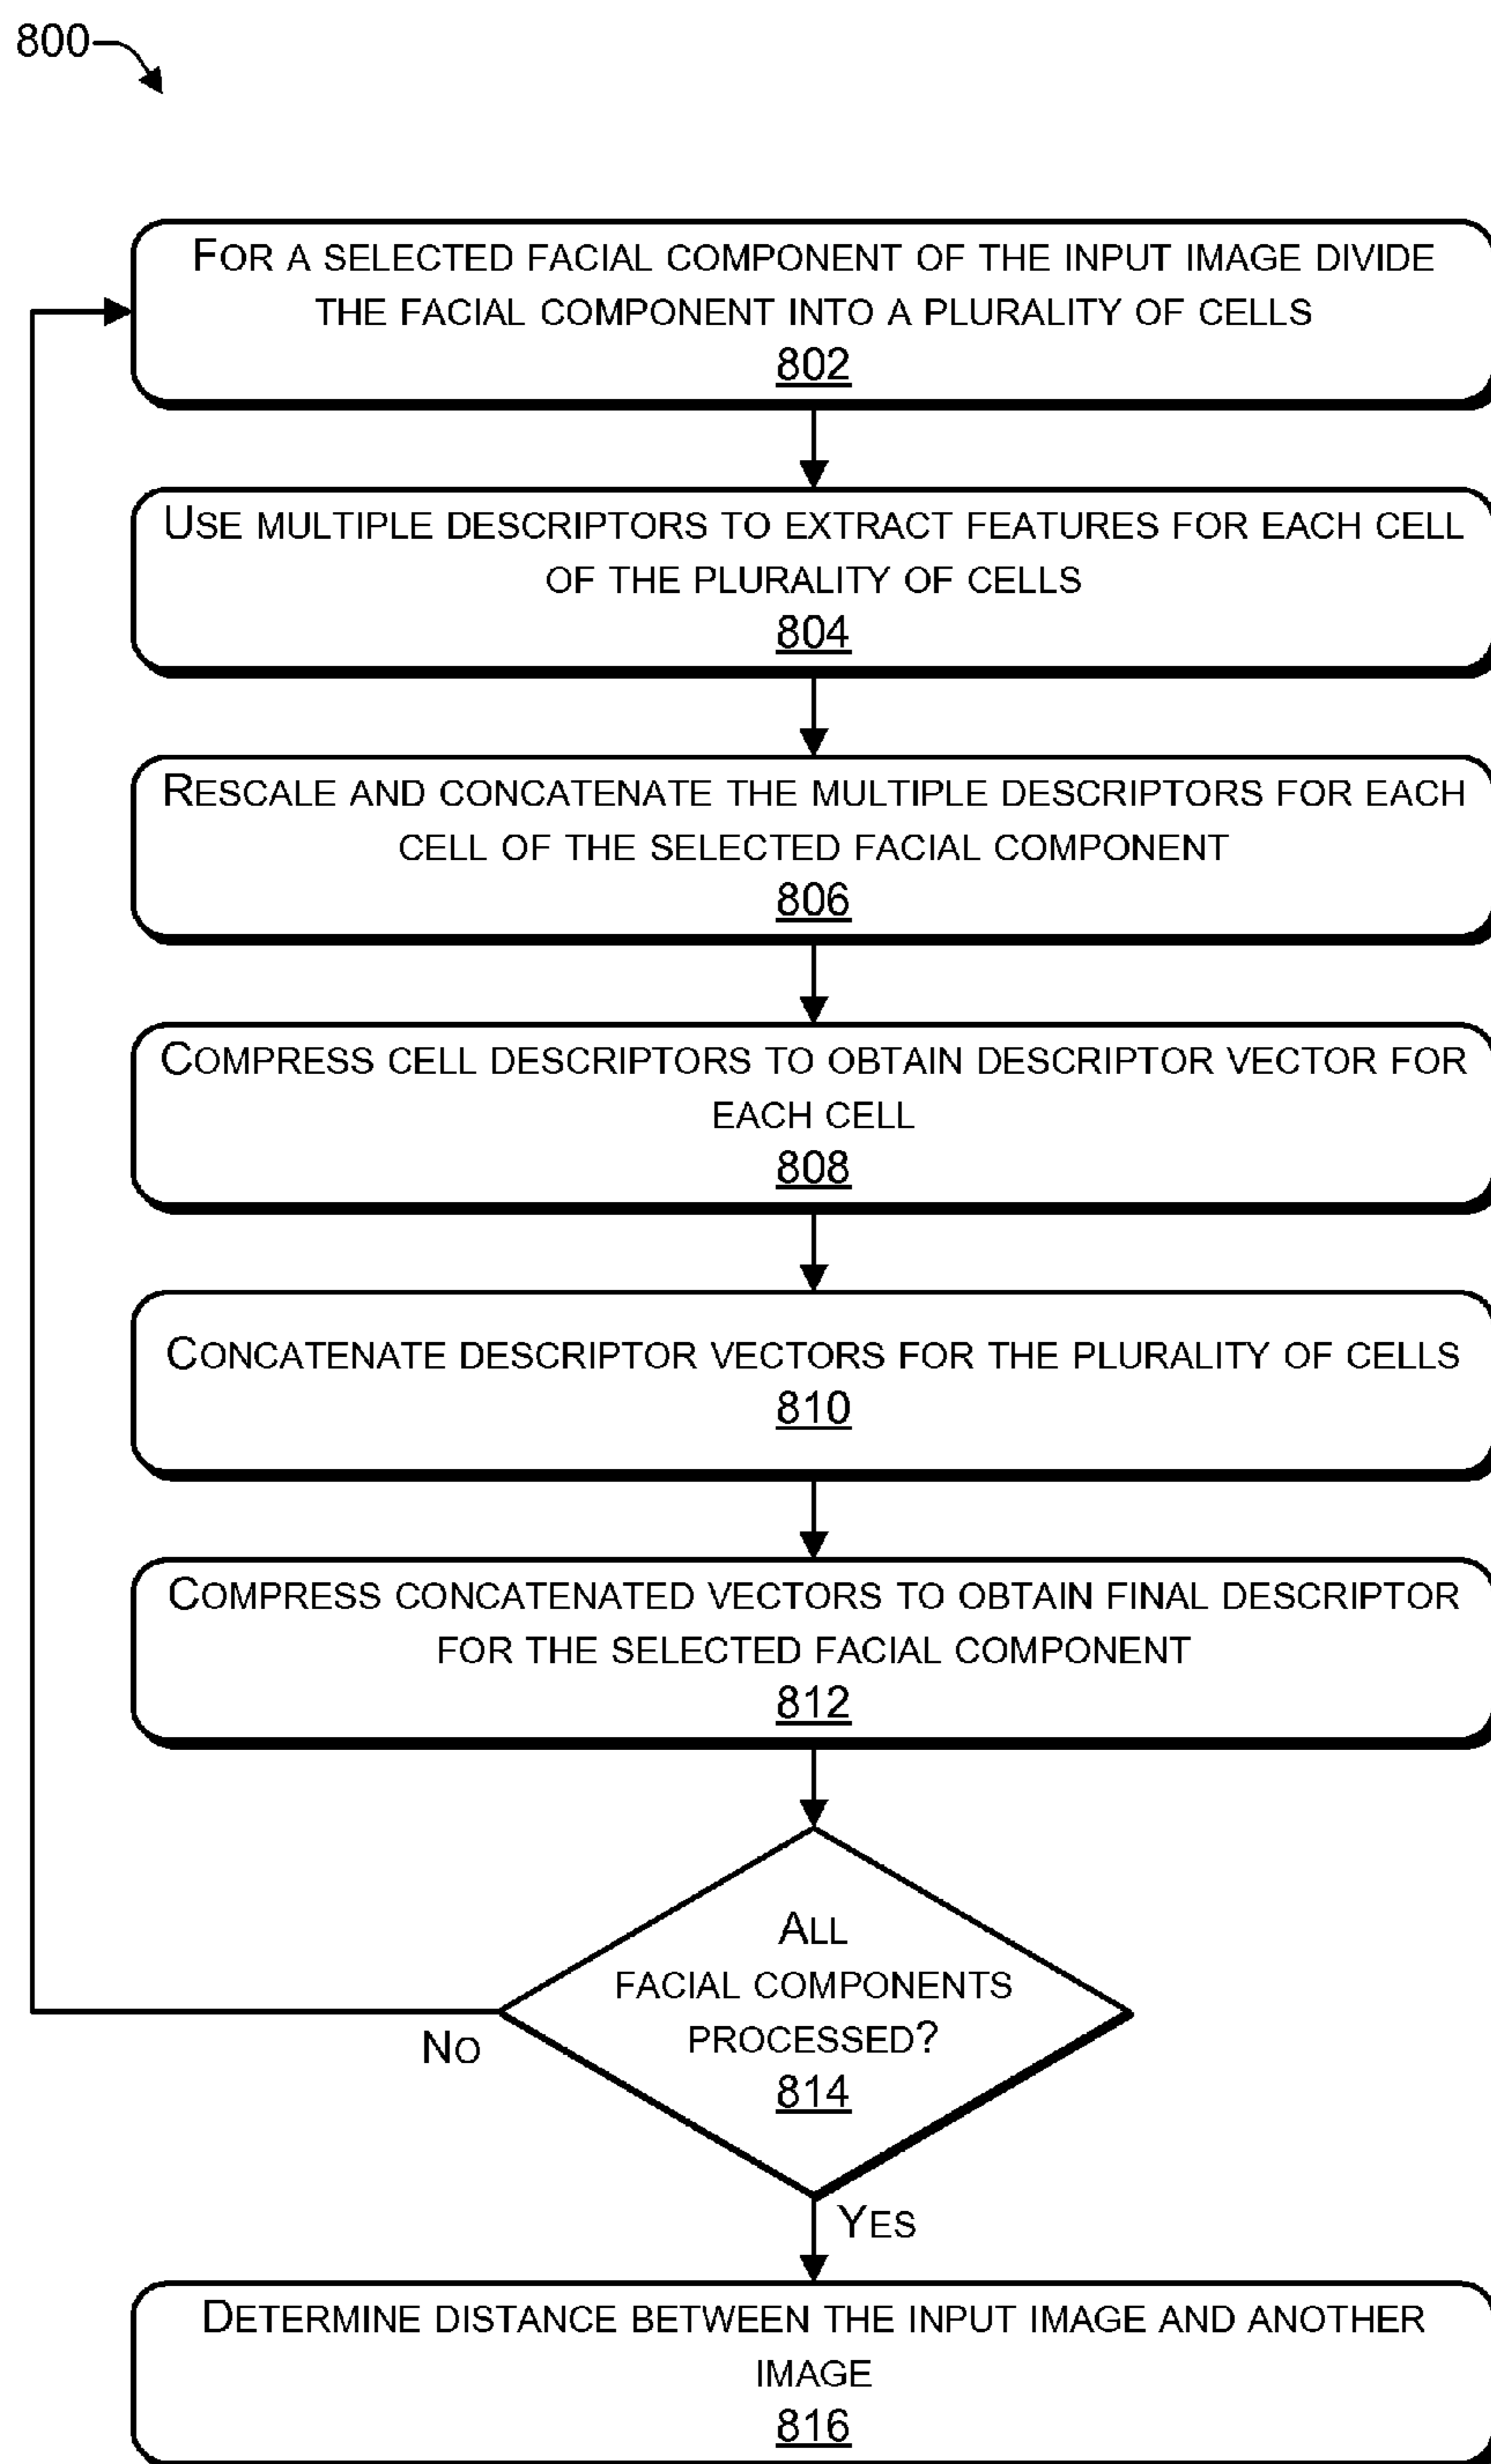 800
FOR A SELECTED FACIAL COMPONENT OF THE INPUT IMAGE DIVIDE
THE FACIAL COMPONENT INTO A PLURALITY OF CELLS
802
USE MULTIPLE DESCRIPTORS TO EXTRACT FEATURES FOR EACH CELL
OF THE PLURALITY OF CELLS
804
RESCALE AND CONCATENATE THE MULTIPLE DESCRIPTORS FOR EACH
CELL OF THE SELECTED FACIAL COMPONENT
806
COMPRESS CELL DESCRIPTORS TO OBTAIN DESCRIPTOR VECTOR FOR
EACH CELL
808
CONCATENATE DESCRIPTOR VECTORS FOR THE PLURALITY OF CELLS
810
COMPRESS CONCATENATED VECTORS TO OBTAIN FINAL DESCRIPTOR
FOR THE SELECTED FACIAL COMPONENT
812
ALL
FACIAL COMPONENTS
PROCESSED?
814
NO
YES
DETERMINE DISTANCE BETWEEN THE INPUT IMAGE AND ANOTHER
IMAGE
816